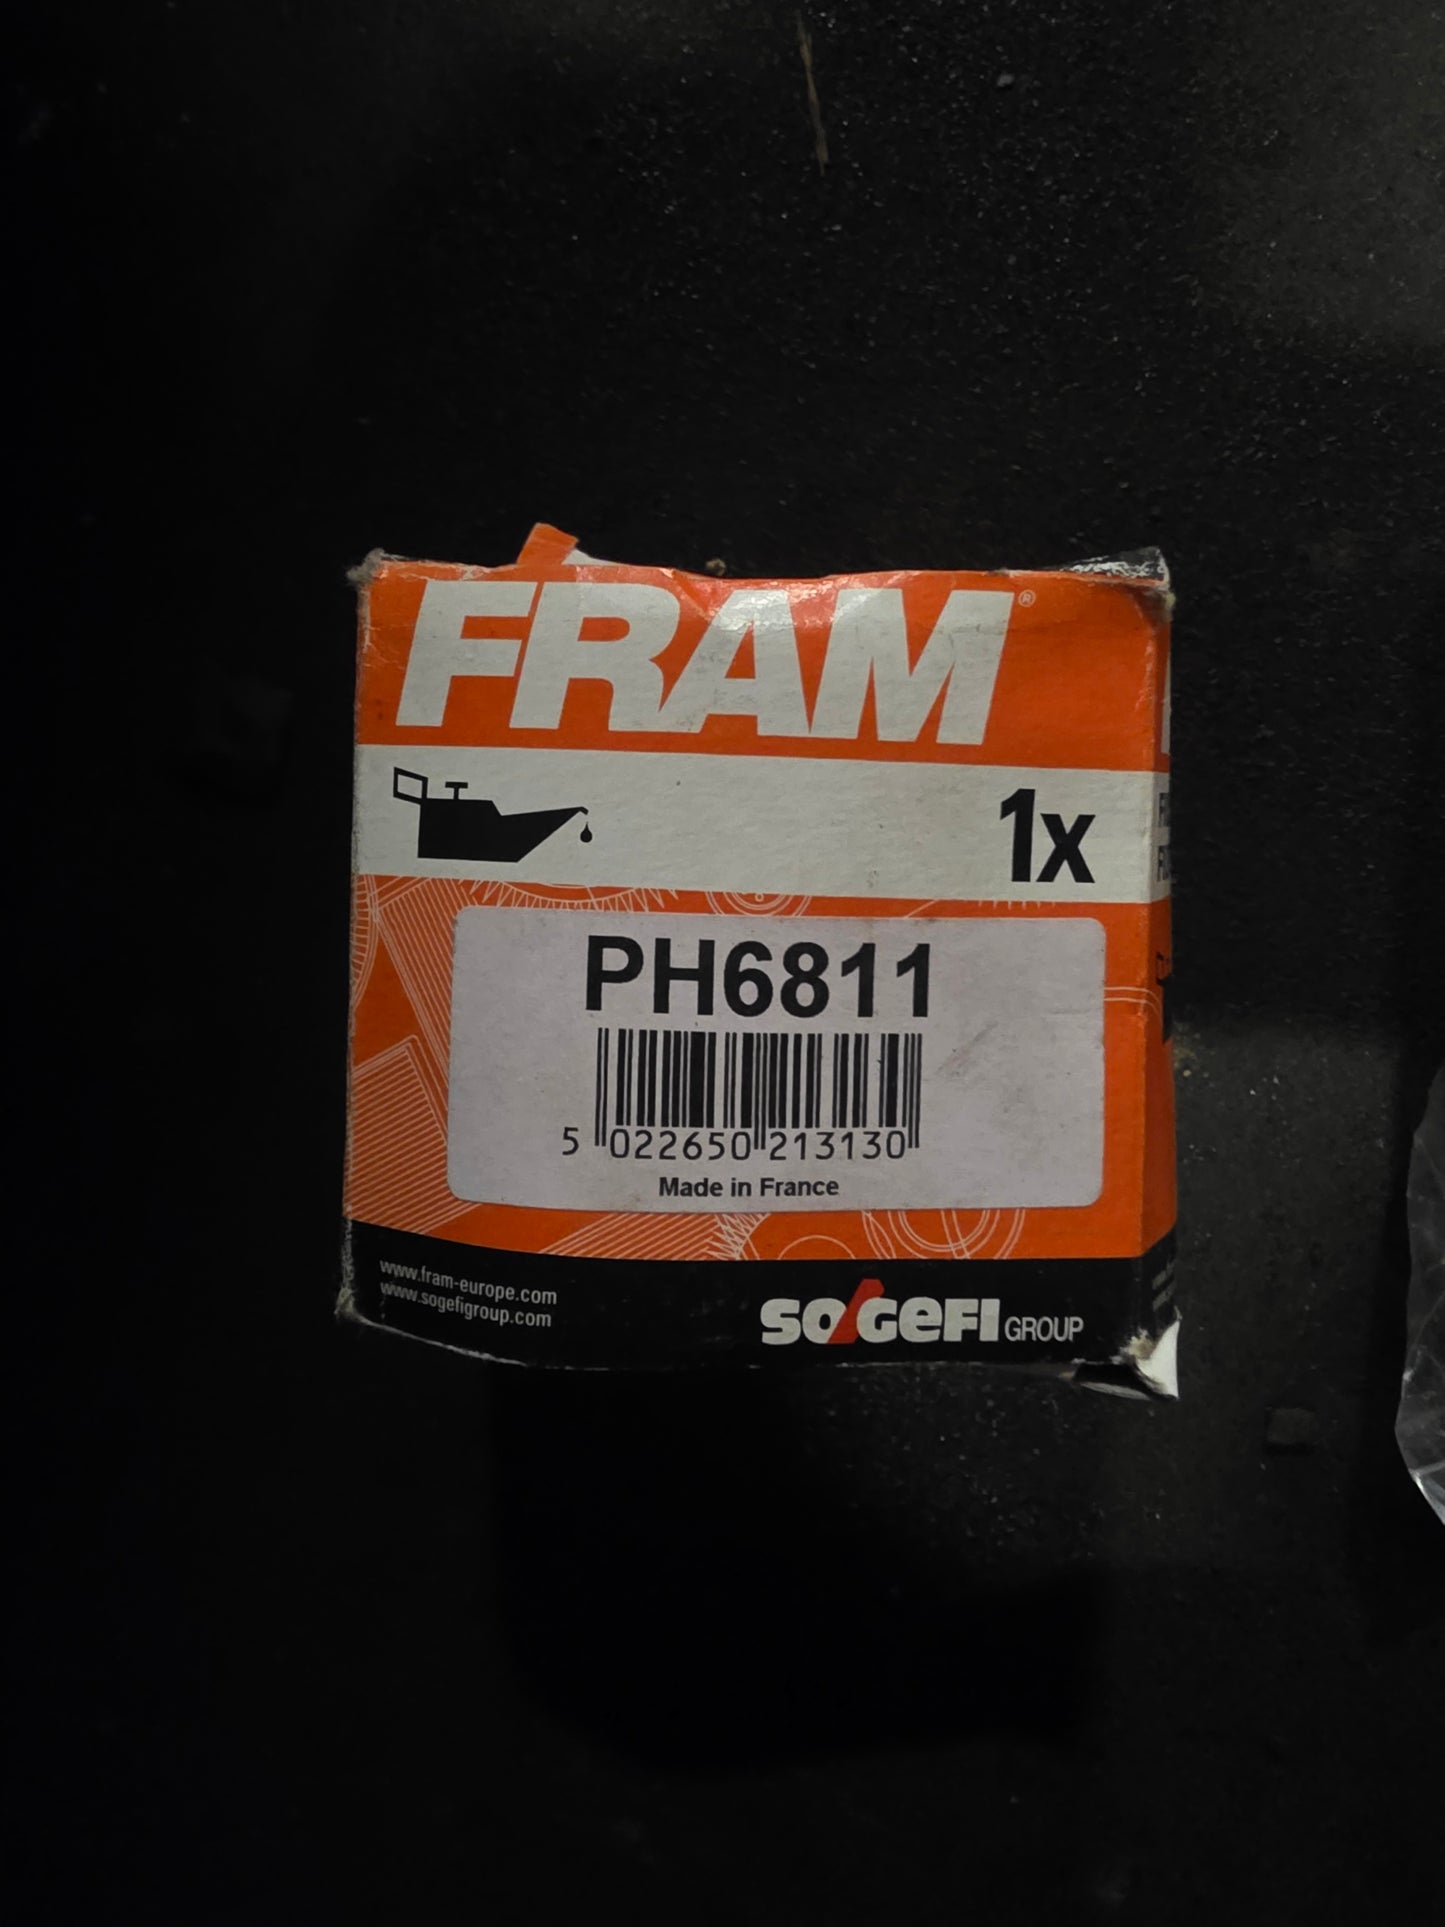 FRAM®
1x
PH6811
5 022650 213130
Made in France
www.fram-europe.com
www.sogefigroup.com
SOGEFI GROUP